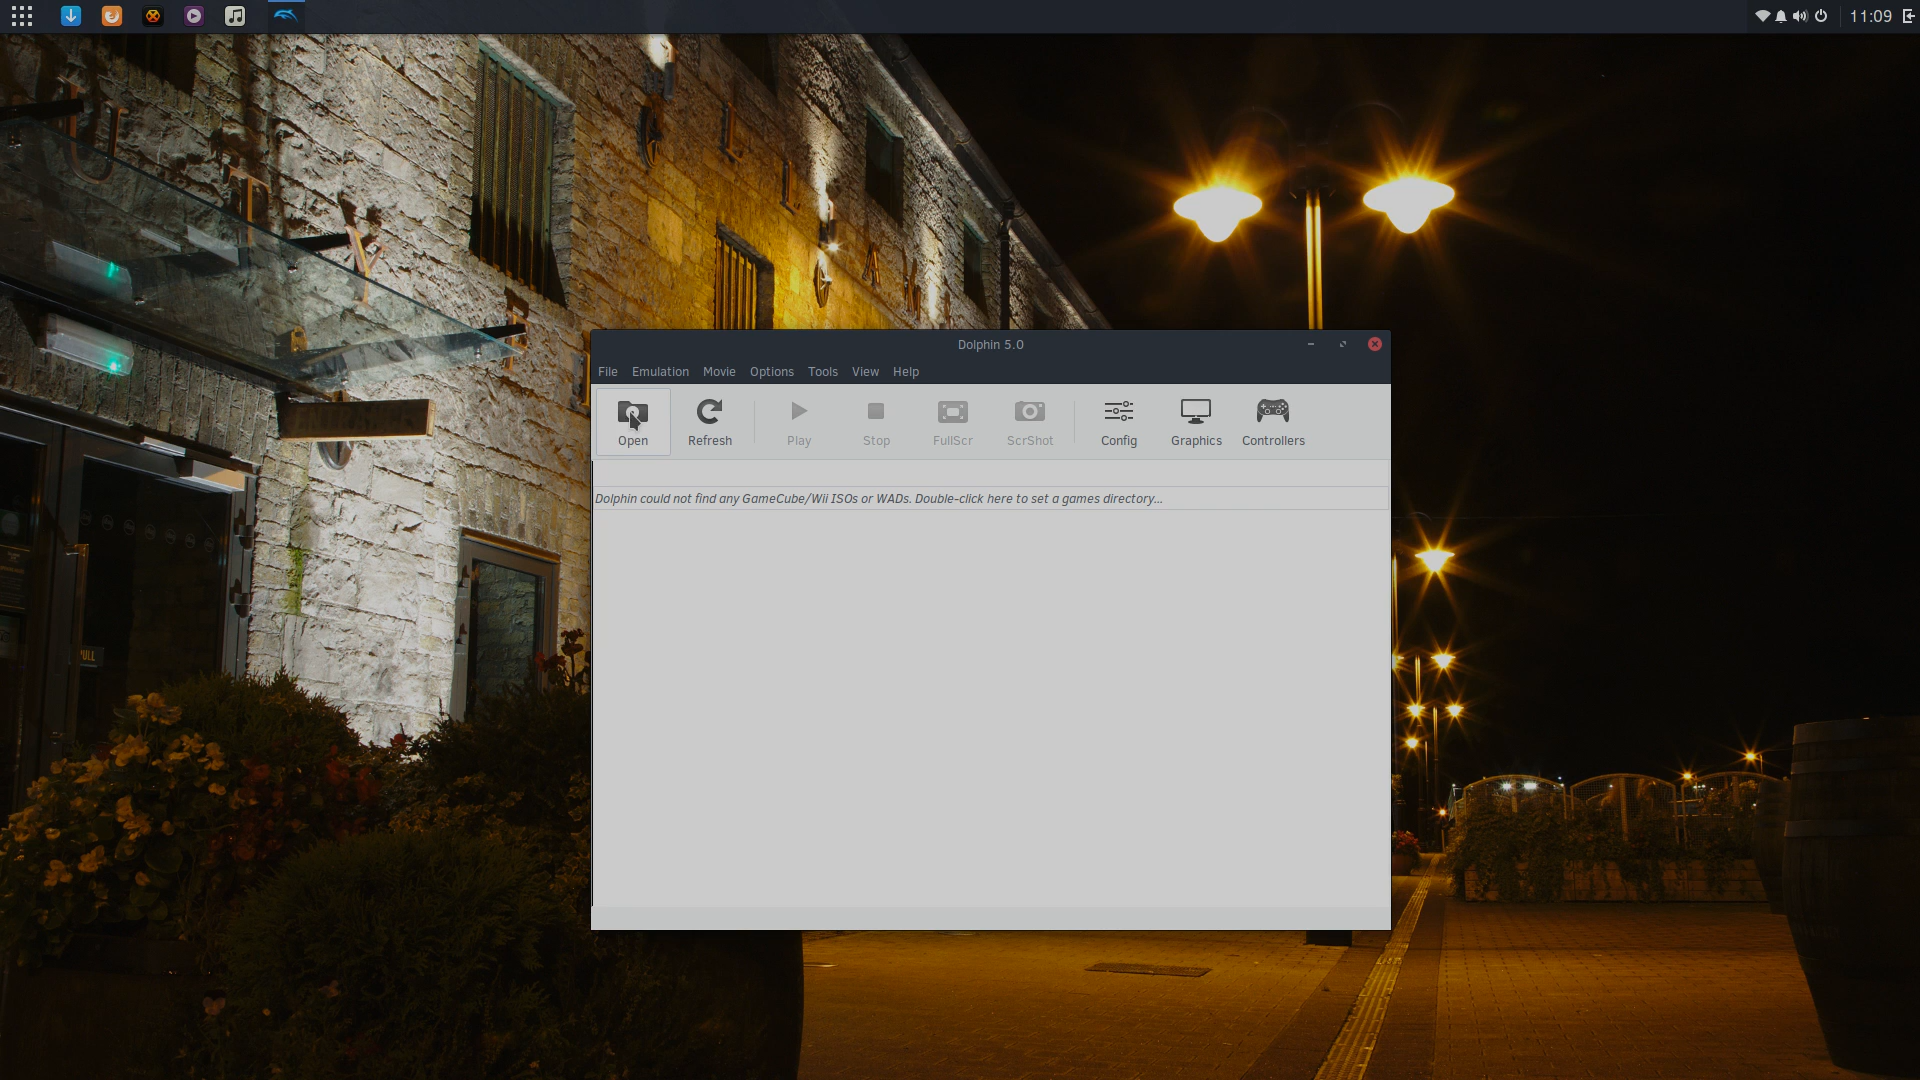 11:09
Dolphin 5.0
File Emulation Movie Options Tools View Help
Open Refresh Play Stop FullScr ScrShot Config Graphics Controllers
Dolphin could not find any GameCube/Wii ISOs or WADs. Double-click here to set a games directory...